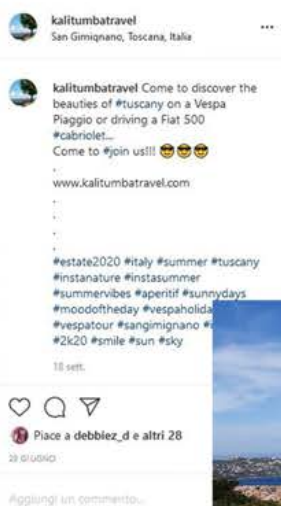 kalitumbatravel
San Gimignano, Toscana, Italia
kalitumbatravel Come to discover the
beauties of #tuscany on a Vespa
Piaggio or driving a Fiat 500
#cabriolet...
Come to #join us!!! 😎😎😎
.
www.kalitumbatravel.com
.
.
.
.
#estate2020 #italy #summer #tuscany
#instanature #instasummer
#summervibes #aperitif #sunnydays
#moodoftheday #vespaholida
#vespatour #sangimignano
#2k20 #smile #sun #sky
18 sett.
Piace a debbiez_d e altri 28
29 GIUGNO
Aggiungi un commento...